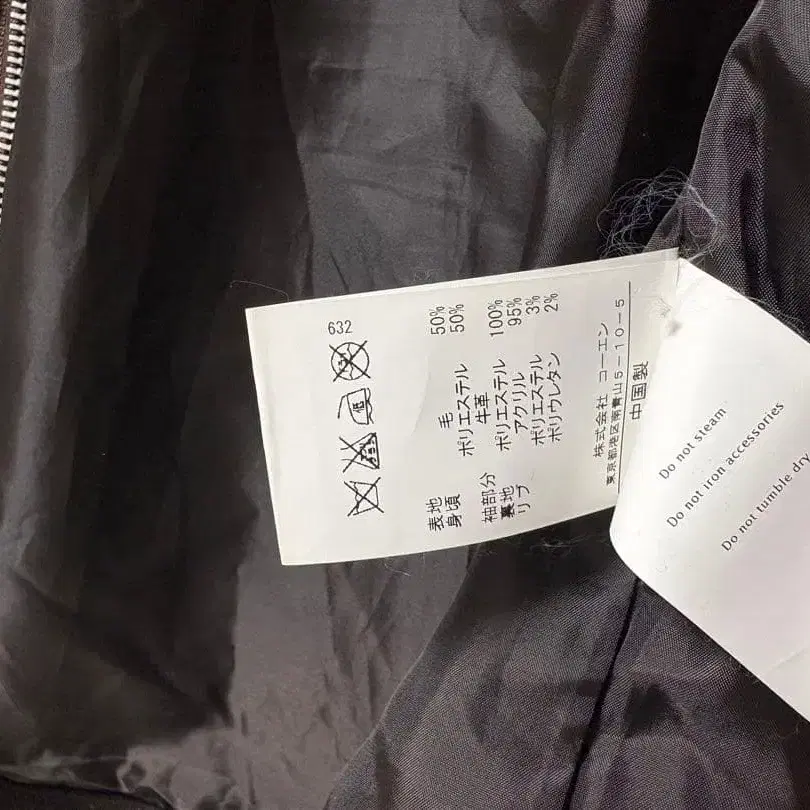 632
表地
身頃 毛 50%
ポリエステル 50%
袖部分 牛革
裏地 ポリエステル 100%
リブ アクリル 95%
ポリエステル 3%
ポリウレタン 2%
株式会社 コーエン
東京都港区南青山5-10-5
中国製
Do not steam
Do not iron accessories
Do not tumble dry